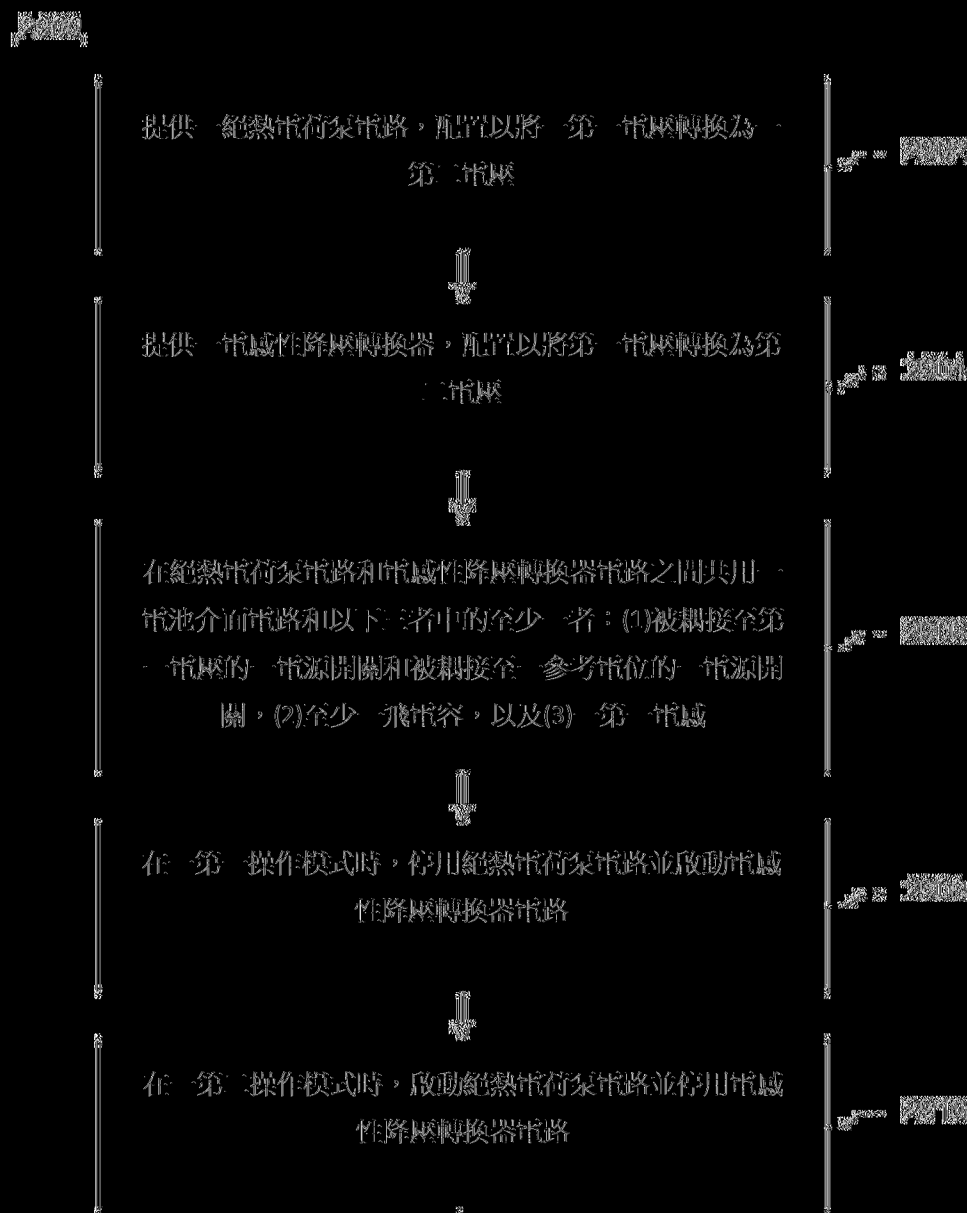 提供一絕熱電荷泵電路，配置以將一第一電壓轉換為一
第二電壓
提供一電感性降壓轉換器，配置以將第一電壓轉換為第
二電壓
在絕熱電荷泵電路和電感性降壓轉換器電路之間共用一
電池介面電路和以下三者中的至少一者：(1)被耦接至第
一電壓的一電源開關和被耦接至一參考電位的一電源開
關，(2)至少一飛電容，以及(3)一第一電感
在一第一操作模式時，停用絕熱電荷泵電路並啟動電感
性降壓轉換器電路
在一第二操作模式時，啟動絕熱電荷泵電路並停用電感
性降壓轉換器電路